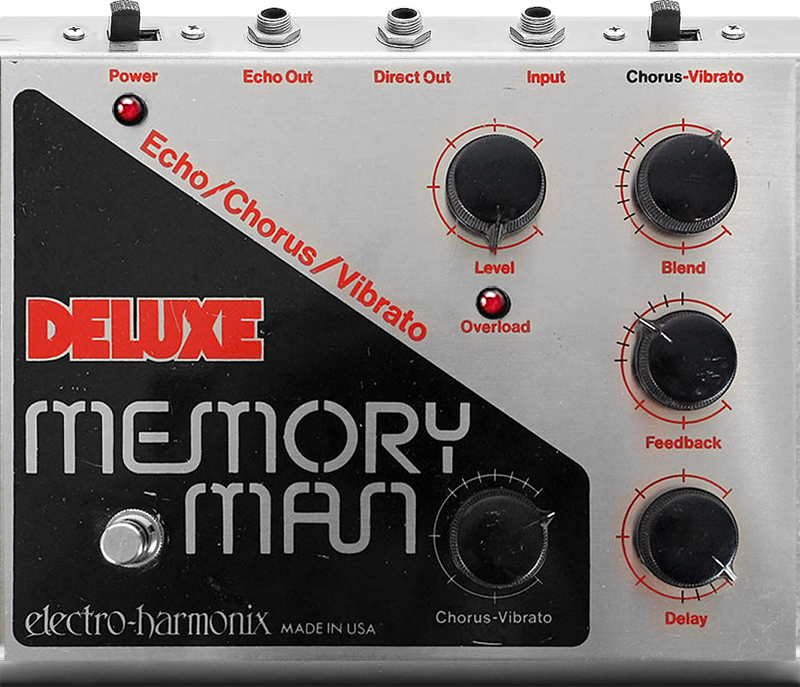 Power
Echo Out
Direct Out
Input
Chorus-Vibrato
Echo/Chorus/Vibrato
Level
Blend
Overload
DELUXE
MEMORY
MAN
Feedback
Chorus-Vibrato
Delay
electro-harmonix MADE IN USA